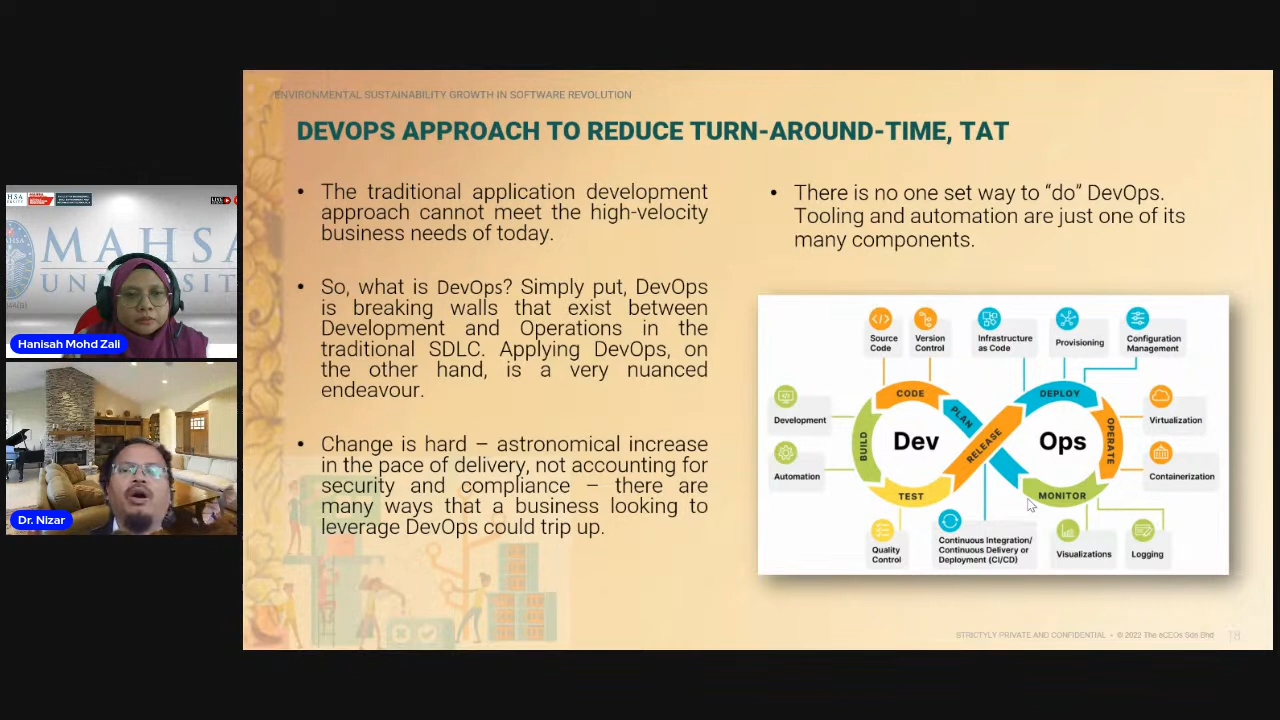 ENVIRONMENTAL SUSTAINABILITY GROWTH IN SOFTWARE REVOLUTION
DEVOPS APPROACH TO REDUCE TURN-AROUND-TIME, TAT
• The traditional application development
approach cannot meet the high-velocity
business needs of today.
• So, what is DevOps? Simply put, DevOps
is breaking walls that exist between
Development and Operations in the
traditional SDLC. Applying DevOps, on
the other hand, is a very nuanced
endeavour.
• Change is hard – astronomical increase
in the pace of delivery, not accounting for
security and compliance – there are
many ways that a business looking to
leverage DevOps could trip up.
• There is no one set way to “do” DevOps.
Tooling and automation are just one of its
many components.
Source
Code
Version
Control
Infrastructure
as Code
Provisioning
Configuration
Management
Development
Automation
CODE
BUILD
TEST
PLAN
RELEASE
Dev
Ops
DEPLOY
OPERATE
MONITOR
Virtualization
Containerization
Quality
Control
Continuous Integration/
Continuous Delivery or
Deployment (CI/CD)
Visualizations
Logging
STRICTYLY PRIVATE AND CONFIDENTIAL • © 2022 The eCEOs Sdn Bhd
18
MAHSA
UNIVERSIT
Hanisah Mohd Zali
Dr. Nizar